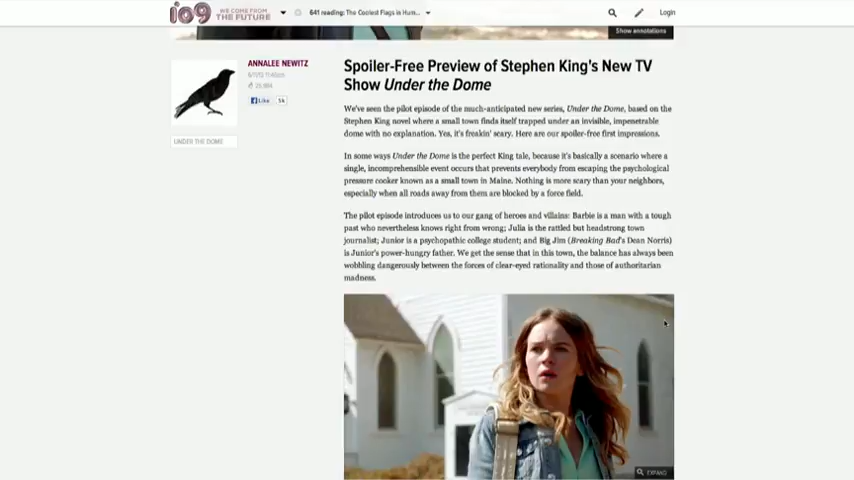 io9 WE COME FROM THE FUTURE
641 reading: The Coolest Flags in Hum...
Login
Show annotations
ANNALEE NEWITZ
Like 5k
UNDER THE DOME
Spoiler-Free Preview of Stephen King's New TV
Show Under the Dome
We've seen the pilot episode of the much-anticipated new series, Under the Dome, based on the
Stephen King novel where a small town finds itself trapped under an invisible, impenetrable
dome with no explanation. Yes, it's freakin' scary. Here are our spoiler-free first impressions.
In some ways Under the Dome is the perfect King tale, because it's basically a scenario where a
single, incomprehensible event occurs that prevents everybody from escaping the psychological
pressure cooker known as a small town in Maine. Nothing is more scary than your neighbors,
especially when all roads away from them are blocked by a force field.
The pilot episode introduces us to our gang of heroes and villains: Barbie is a man with a tough
past who nevertheless knows right from wrong; Julia is the rattled but headstrong town
journalist; Junior is a psychopathic college student; and Big Jim (Breaking Bad's Dean Norris)
is Junior's power-hungry father. We get the sense that in this town, the balance has always been
wobbling dangerously between the forces of clear-eyed rationality and those of authoritarian
madness.
EXPAND